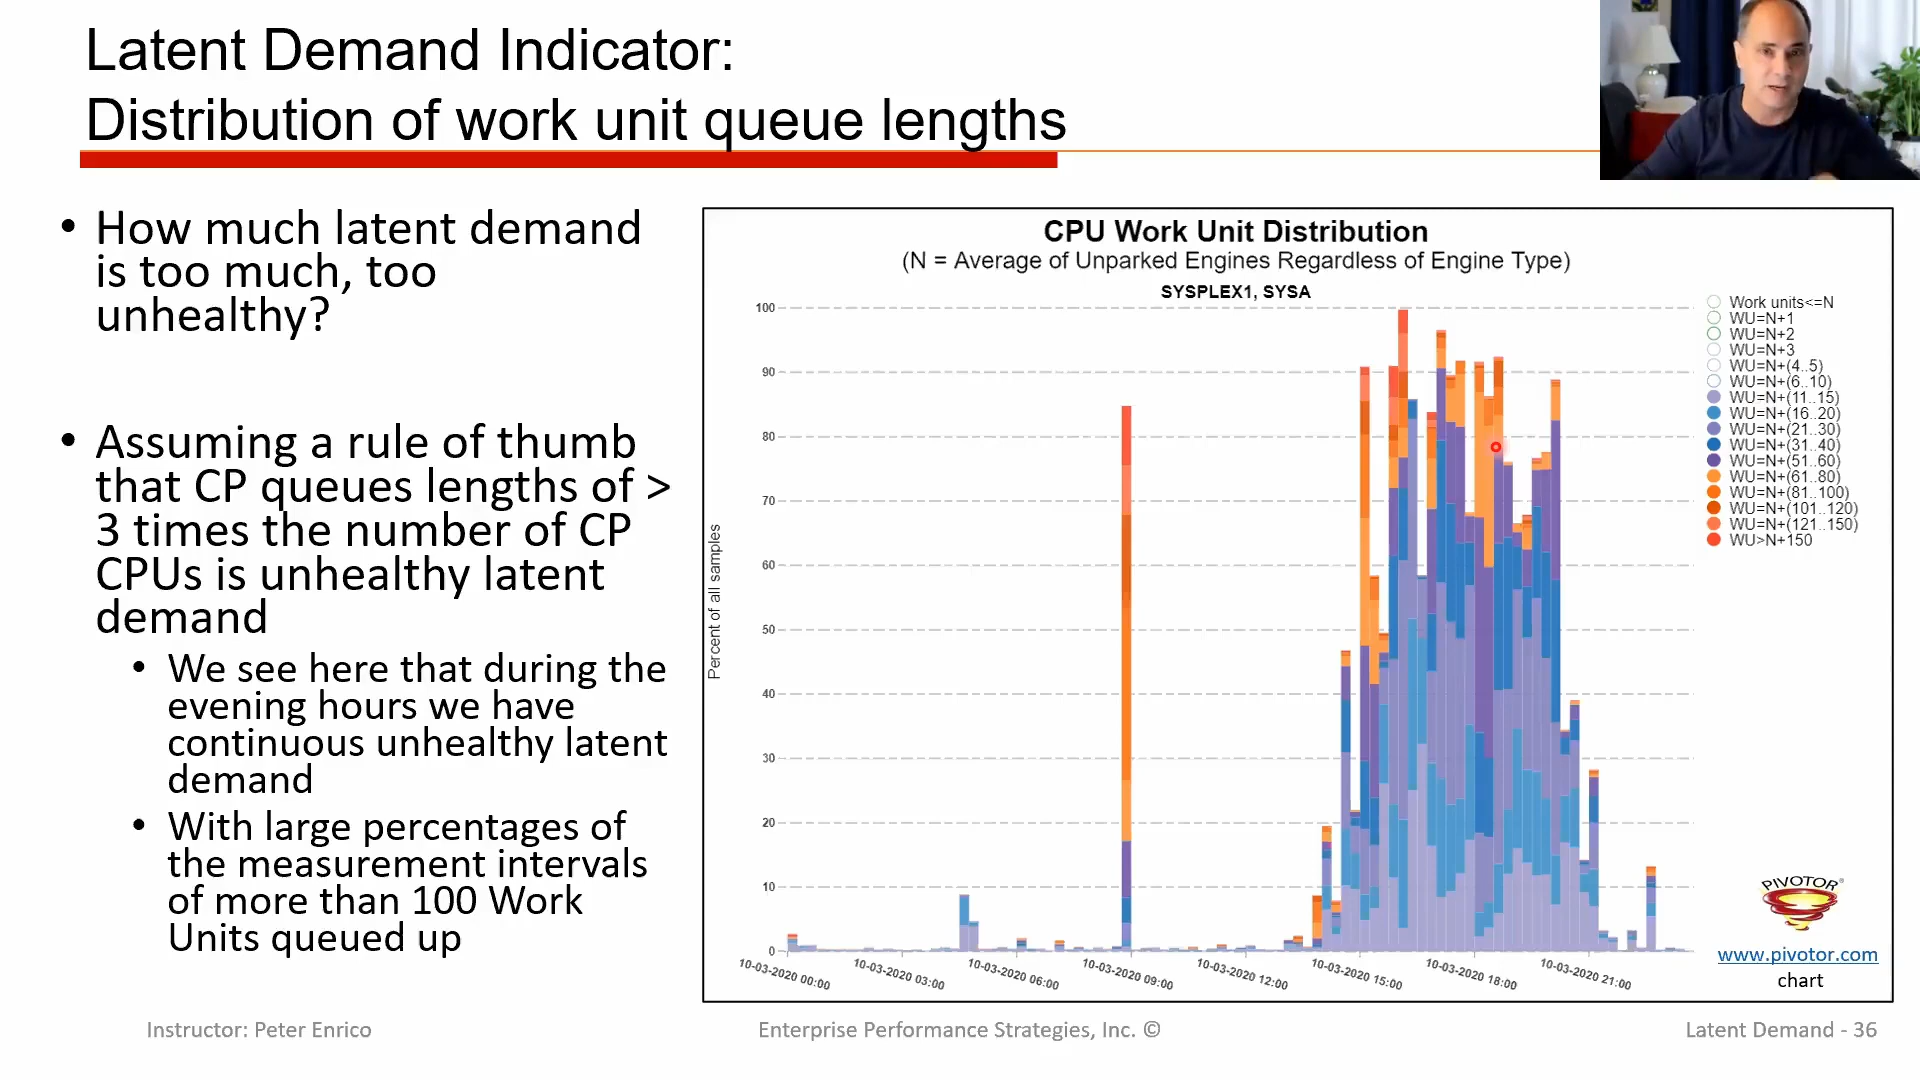 Latent Demand Indicator:
Distribution of work unit queue lengths
• How much latent demand
is too much, too
unhealthy?
• Assuming a rule of thumb
that CP queues lengths of >
3 times the number of CP
CPUs is unhealthy latent
demand
• We see here that during the
evening hours we have
continuous unhealthy latent
demand
• With large percentages of
the measurement intervals
of more than 100 Work
Units queued up
CPU Work Unit Distribution
(N = Average of Unparked Engines Regardless of Engine Type)
SYSPLEX1, SYSA
Percent of all samples
100
90
80
70
60
50
40
30
20
10
0
10-03-2020 00:00
10-03-2020 03:00
10-03-2020 06:00
10-03-2020 09:00
10-03-2020 12:00
10-03-2020 15:00
10-03-2020 18:00
10-03-2020 21:00
Work units<=N
WU=N+1
WU=N+2
WU=N+3
WU=N+(4..5)
WU=N+(6..10)
WU=N+(11..15)
WU=N+(16..20)
WU=N+(21..30)
WU=N+(31..40)
WU=N+(51..60)
WU=N+(61..80)
WU=N+(81..100)
WU=N+(101..120)
WU=N+(121..150)
WU>N+150
PIVOTOR®
www.pivotor.com
chart
Instructor: Peter Enrico
Enterprise Performance Strategies, Inc. ©
Latent Demand - 36